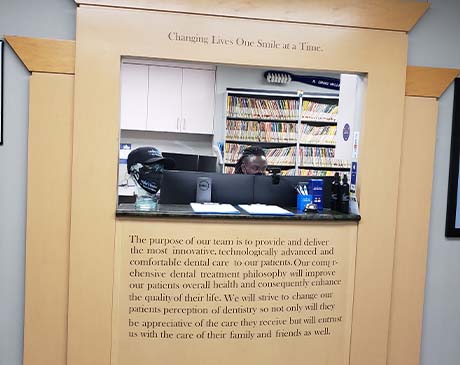 Changing Lives One Smile at a Time.
DELL
The purpose of our team is to provide and deliver
the most innovative, technologically advanced and
comfortable dental care to our patients. Our compr-
ehensive dental treatment philosophy will improve
our patients overall health and consequently enhance
the quality of their life. We will strive to change our
patients perception of dentistry so not only will they
be appreciative of the care they receive but will entrust
us with the care of their family and friends as well.